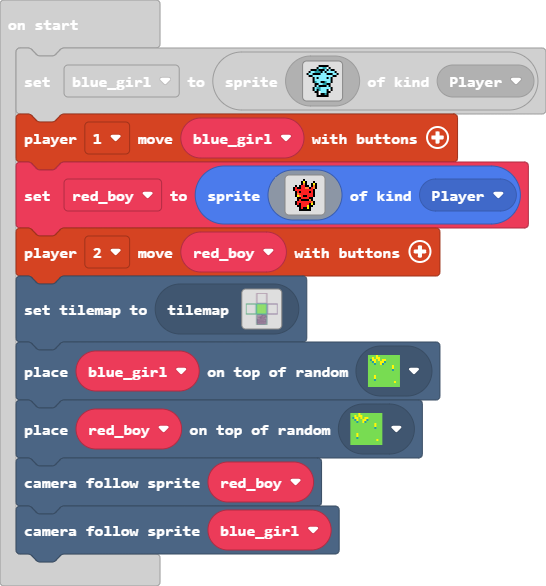 on start
set blue_girl to sprite of kind Player
player 1 move blue_girl with buttons
set red_boy to sprite of kind Player
player 2 move red_boy with buttons
set tilemap to tilemap
place blue_girl on top of random
place red_boy on top of random
camera follow sprite red_boy
camera follow sprite blue_girl